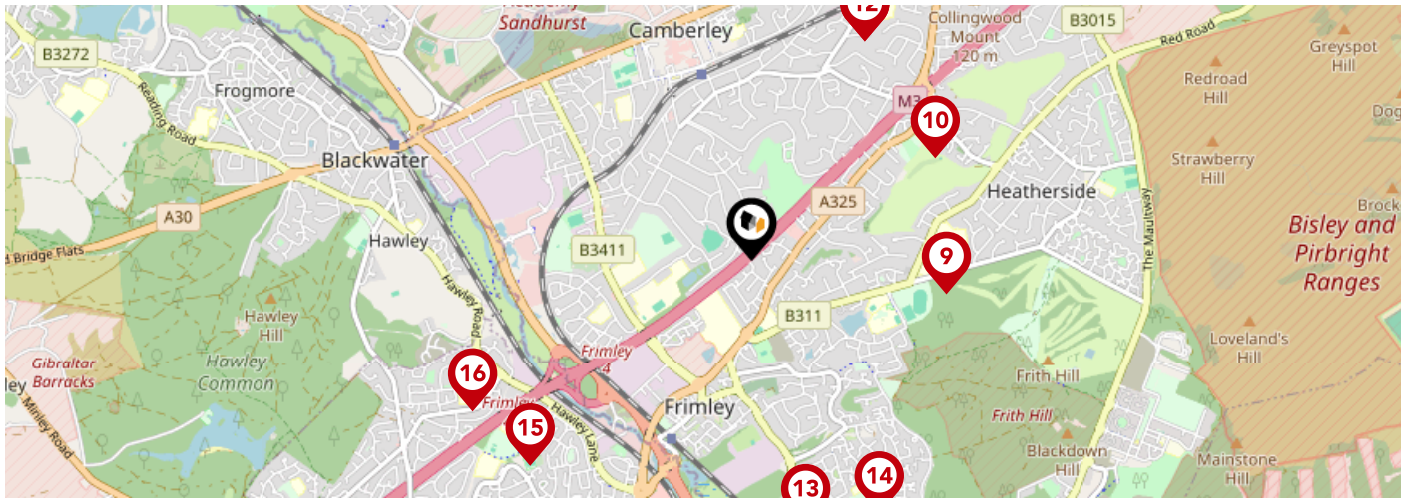 Academy
Sandhurst
Camberley
12
Collingwood
Mount
120 m
B3015
Red Road
Greyspot
Hill
B3272
Frogmore
Reading Road
M3
10
Redroad
Hill
Blackwater
Strawberry
Hill
Heatherside
A30
A325
The Maultway
Bisley and
Pirbright
Ranges
Hawley
d Bridge Flats
B3411
9
Hawley Road
Hawley
Hill
B311
Loveland's
Hill
Gibraltar
Barracks
Hawley
Common
Frimley
4
16
Frith Hill
ley
Minley Road
Frimley
Hawley Lane
Frimley
Frith Hill
15
Blackdown
Hill
Mainstone
Hill
13
14